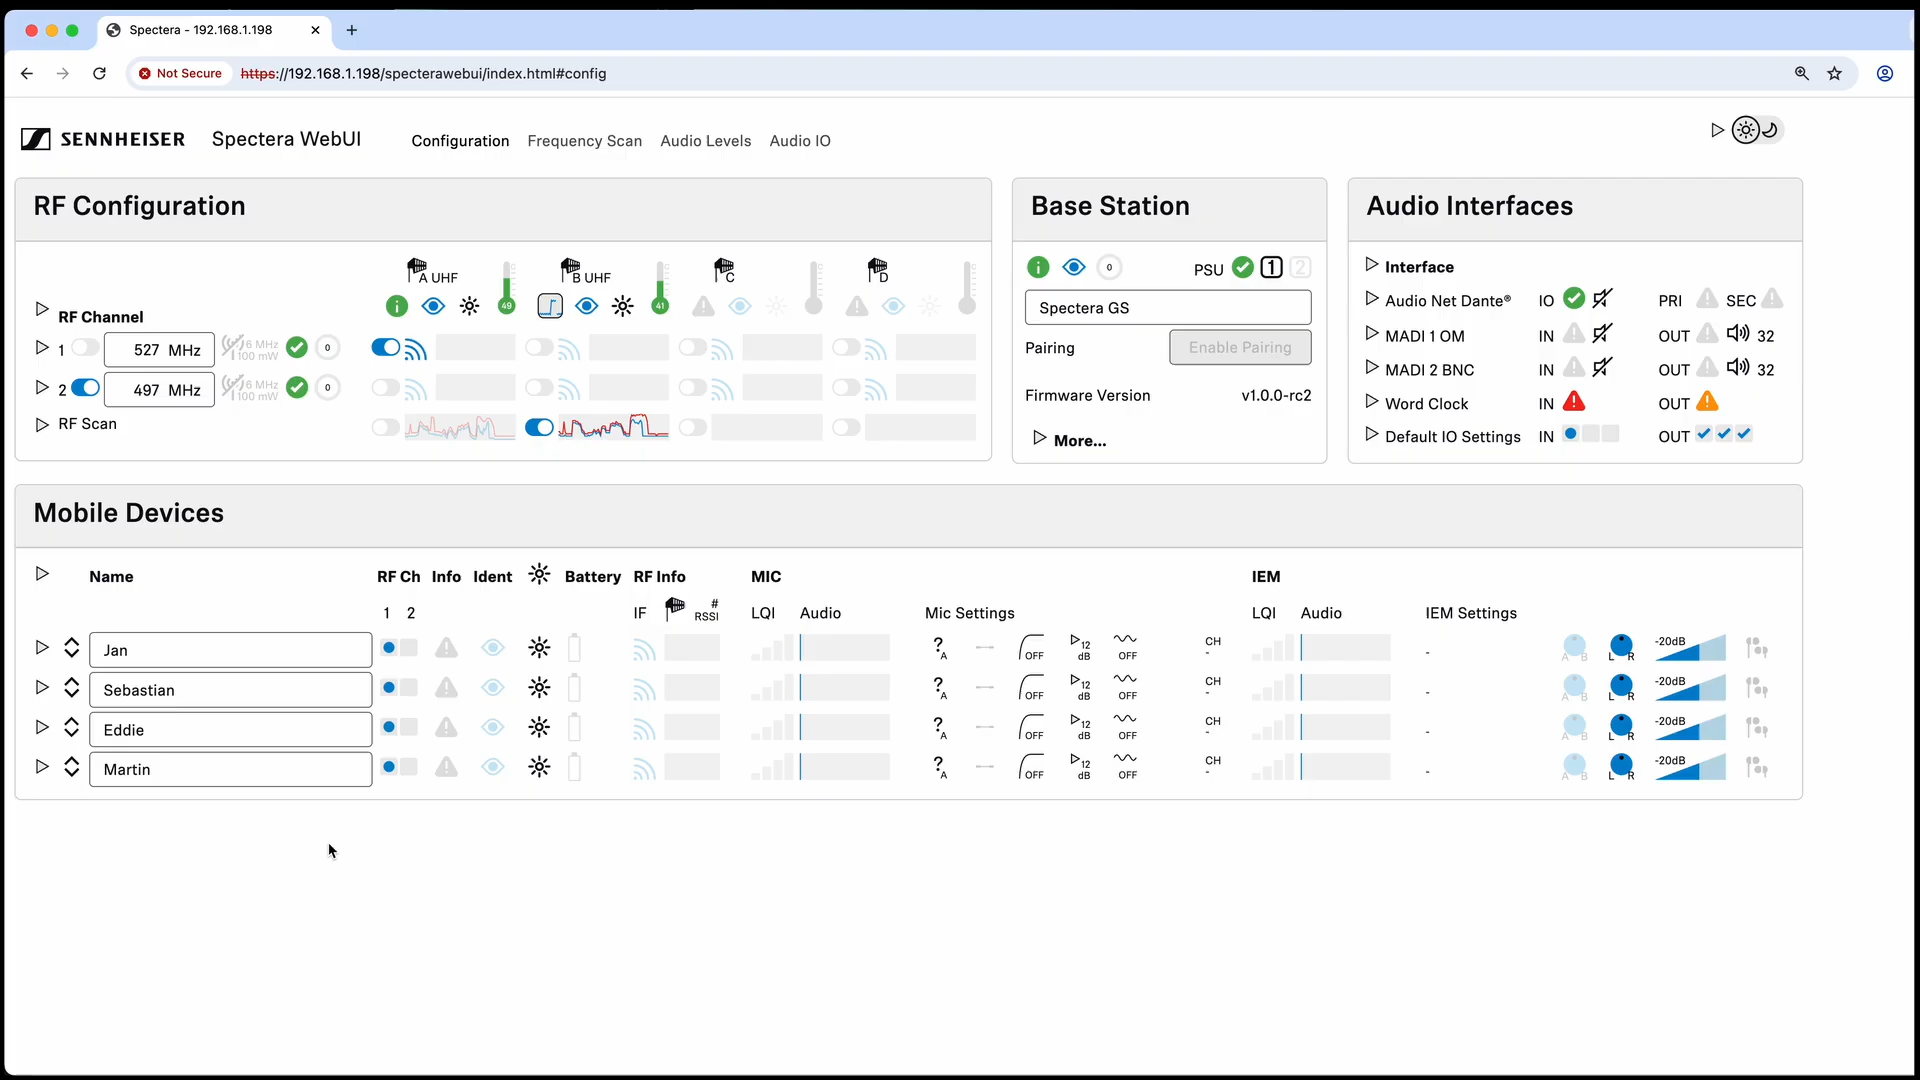 Spectera - 192.168.1.198
Not Secure https://192.168.1.198/specterawebui/index.html#config
SENNHEISER Spectera WebUI Configuration Frequency Scan Audio Levels Audio IO
RF Configuration
A UHF B UHF C D
49 41
RF Channel
1 527 MHz 6 MHz 100 mW 0
2 497 MHz 6 MHz 100 mW 0
RF Scan
Base Station
0 PSU 1 2
Spectera GS
Pairing Enable Pairing
Firmware Version v1.0.0-rc2
More...
Audio Interfaces
Interface
Audio Net Dante® IO PRI SEC
MADI 1 OM IN OUT 32
MADI 2 BNC IN OUT 32
Word Clock IN OUT
Default IO Settings IN OUT
Mobile Devices
Name RF Ch Info Ident Battery RF Info MIC IEM
1 2 IF # RSSI LQI Audio Mic Settings LQI Audio IEM Settings
Jan ? A OFF 12 dB OFF CH - - A B L R -20dB
Sebastian ? A OFF 12 dB OFF CH - - A B L R -20dB
Eddie ? A OFF 12 dB OFF CH - - A B L R -20dB
Martin ? A OFF 12 dB OFF CH - - A B L R -20dB